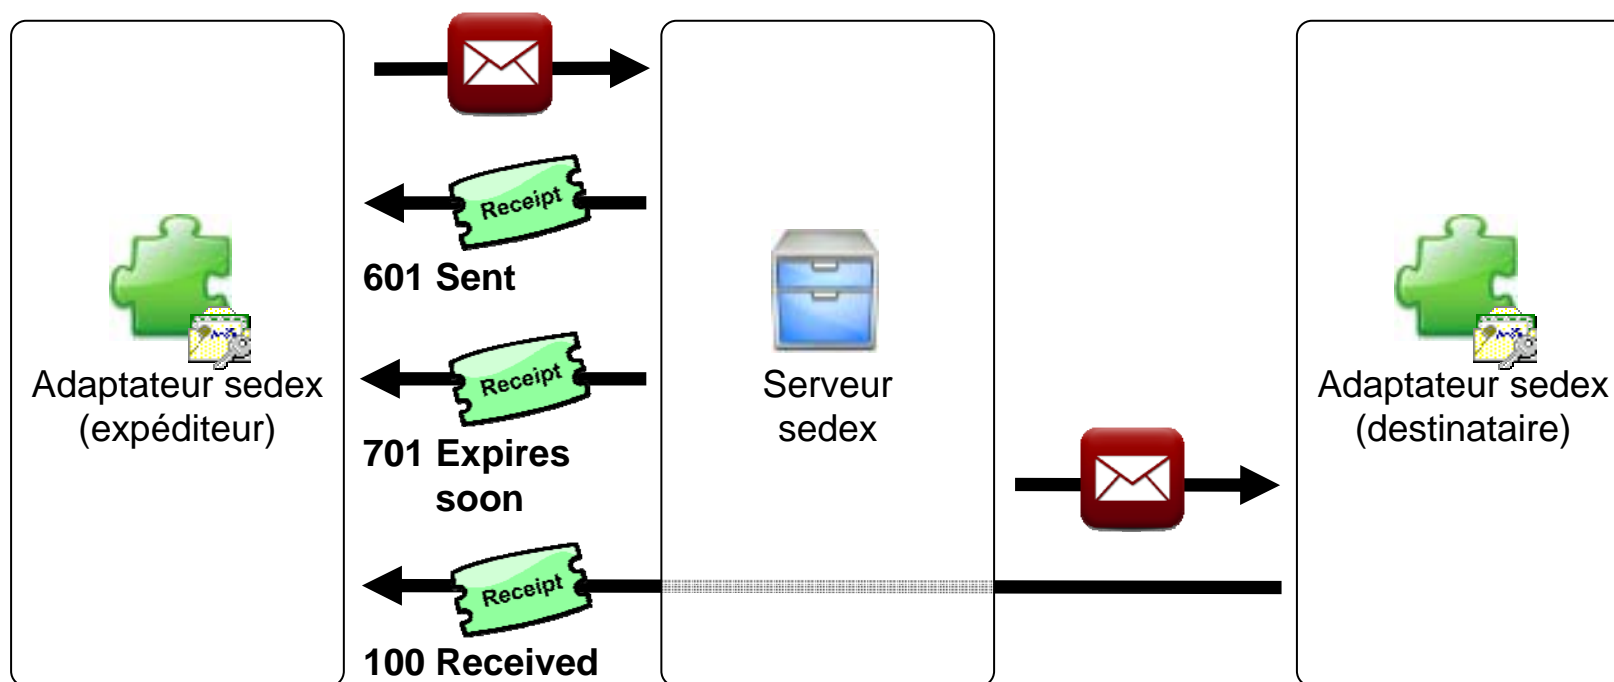 Receipt
601 Sent
Receipt
Adaptateur sedex
(expéditeur)
Serveur
sedex
Adaptateur sedex
(destinataire)
701 Expires
soon
Receipt
100 Received